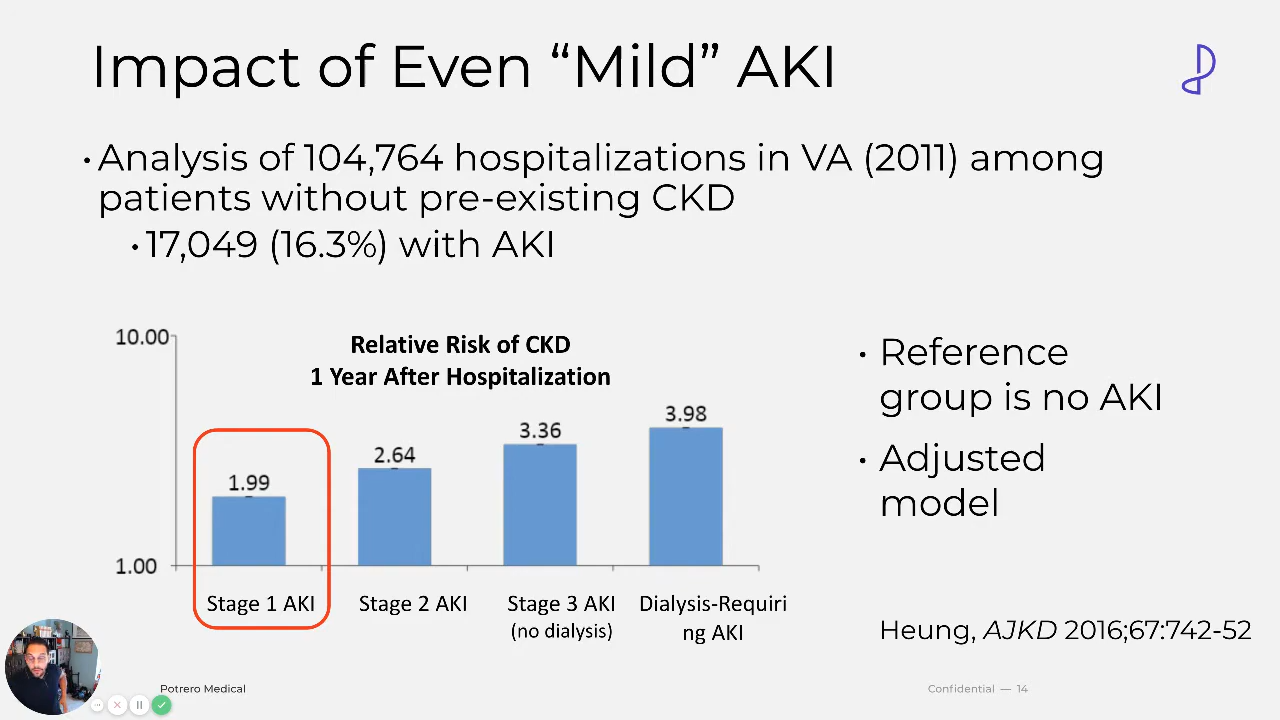 Impact of Even “Mild” AKI
• Analysis of 104,764 hospitalizations in VA (2011) among
patients without pre-existing CKD
• 17,049 (16.3%) with AKI
Relative Risk of CKD
1 Year After Hospitalization
10.00
1.00
1.99
2.64
3.36
3.98
Stage 1 AKI
Stage 2 AKI
Stage 3 AKI
(no dialysis)
Dialysis-Requiri
ng AKI
• Reference
group is no AKI
• Adjusted
model
Heung, AJKD 2016;67:742-52
Potrero Medical
Confidential — 14